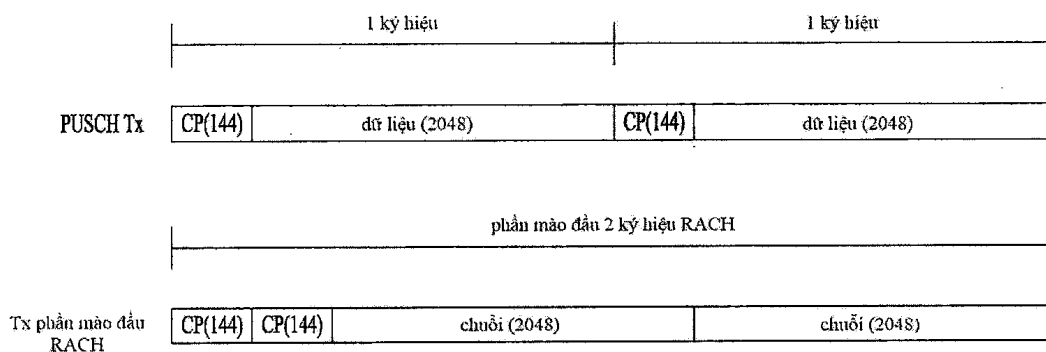 1 ký hiệu 1 ký hiệu
PUSCH Tx CP(144) dữ liệu (2048) CP(144) dữ liệu (2048)
phần mào đầu 2 ký hiệu RACH
Tx phần mào đầu RACH CP(144) CP(144) chuỗi (2048) chuỗi (2048)